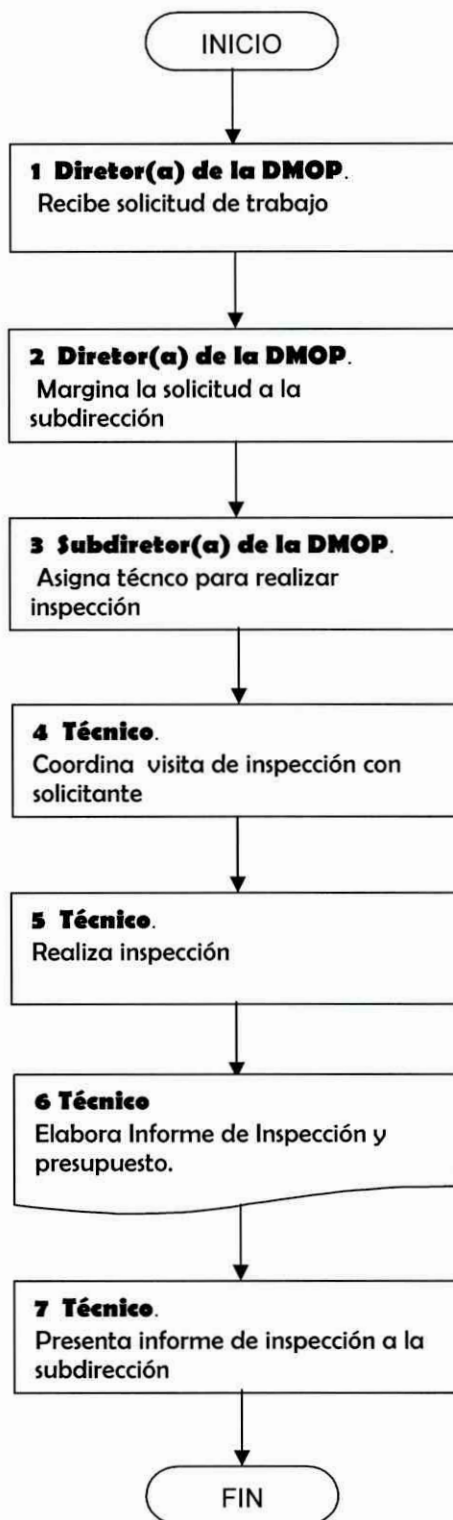 INICIO
1 Diretor(a) de la DMOP.
Recibe solicitud de trabajo
2 Diretor(a) de la DMOP.
Margina la solicitud a la
subdirección
3 Subdiretor(a) de la DMOP.
Asigna técnco para realizar
inspección
4 Técnico.
Coordina visita de inspección con
solicitante
5 Técnico.
Realiza inspección
6 Técnico
Elabora Informe de Inspección y
presupuesto.
7 Técnico.
Presenta informe de inspección a la
subdirección
FIN